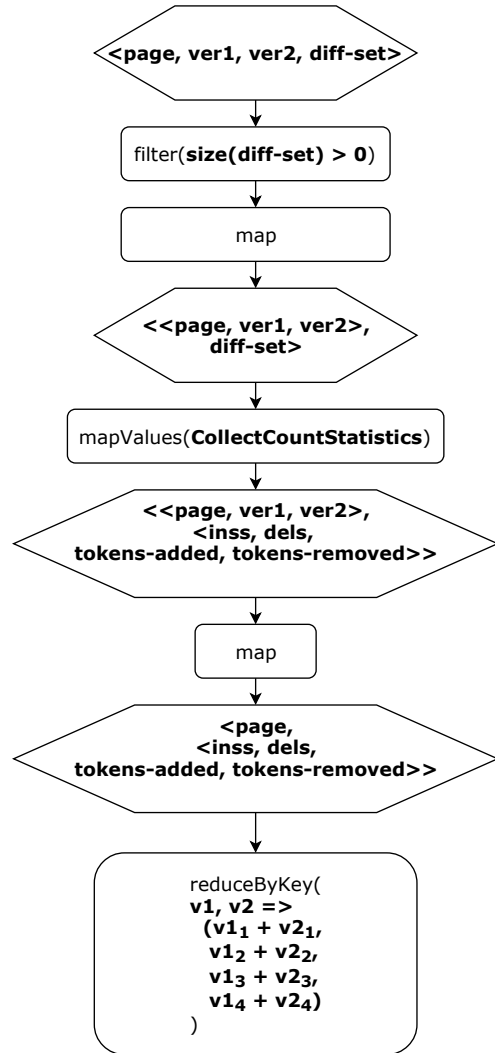 <page, ver1, ver2, diff-set>
filter(size(diff-set) > 0)
map
<<page, ver1, ver2>,
diff-set>
mapValues(CollectCountStatistics)
<<page, ver1, ver2>,
<inss, dels,
tokens-added, tokens-removed>>
map
<page,
<inss, dels,
tokens-added, tokens-removed>>
reduceByKey(
v1, v2 =>
(v1₁ + v2₁,
v1₂ + v2₂,
v1₃ + v2₃,
v1₄ + v2₄)
)